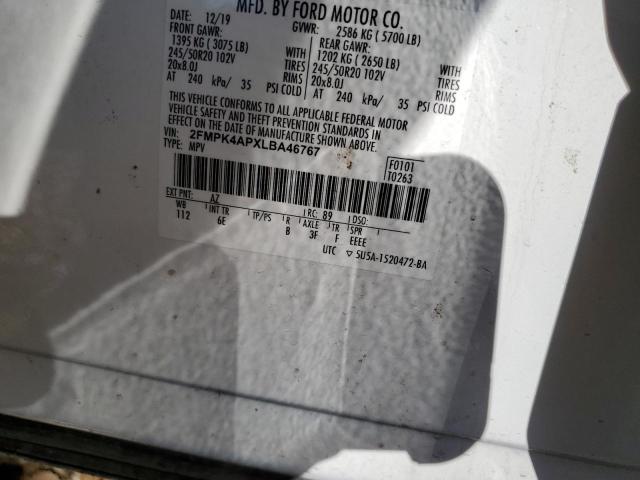 MFD. BY FORD MOTOR CO.
DATE: 12/19 GVWR: 2586 KG ( 5700 LB)
FRONT GAWR: REAR GAWR:
1395 KG ( 3075 LB) WITH 1202 KG ( 2650 LB) WITH
245/50R20 102V TIRES 245/50R20 102V TIRES
20x8.0J RIMS 20x8.0J RIMS
AT 240 kPa/ 35 PSI COLD AT 240 kPa/ 35 PSI COLD
THIS VEHICLE CONFORMS TO ALL APPLICABLE FEDERAL MOTOR
VEHICLE SAFETY AND THEFT PREVENTION STANDARDS IN
EFFECT ON THE DATE OF MANUFACTURE SHOWN ABOVE.
VIN: 2FMPK4APXLBA46767
TYPE: MPV
F0101
T0263
EXT PNT: AZ RC: 89 DSO:
WB INT TR TP/PS R AXLE TR SPR
112 6E B 3F F EEEE
UTC ▽ 5U5A-1520472-BA